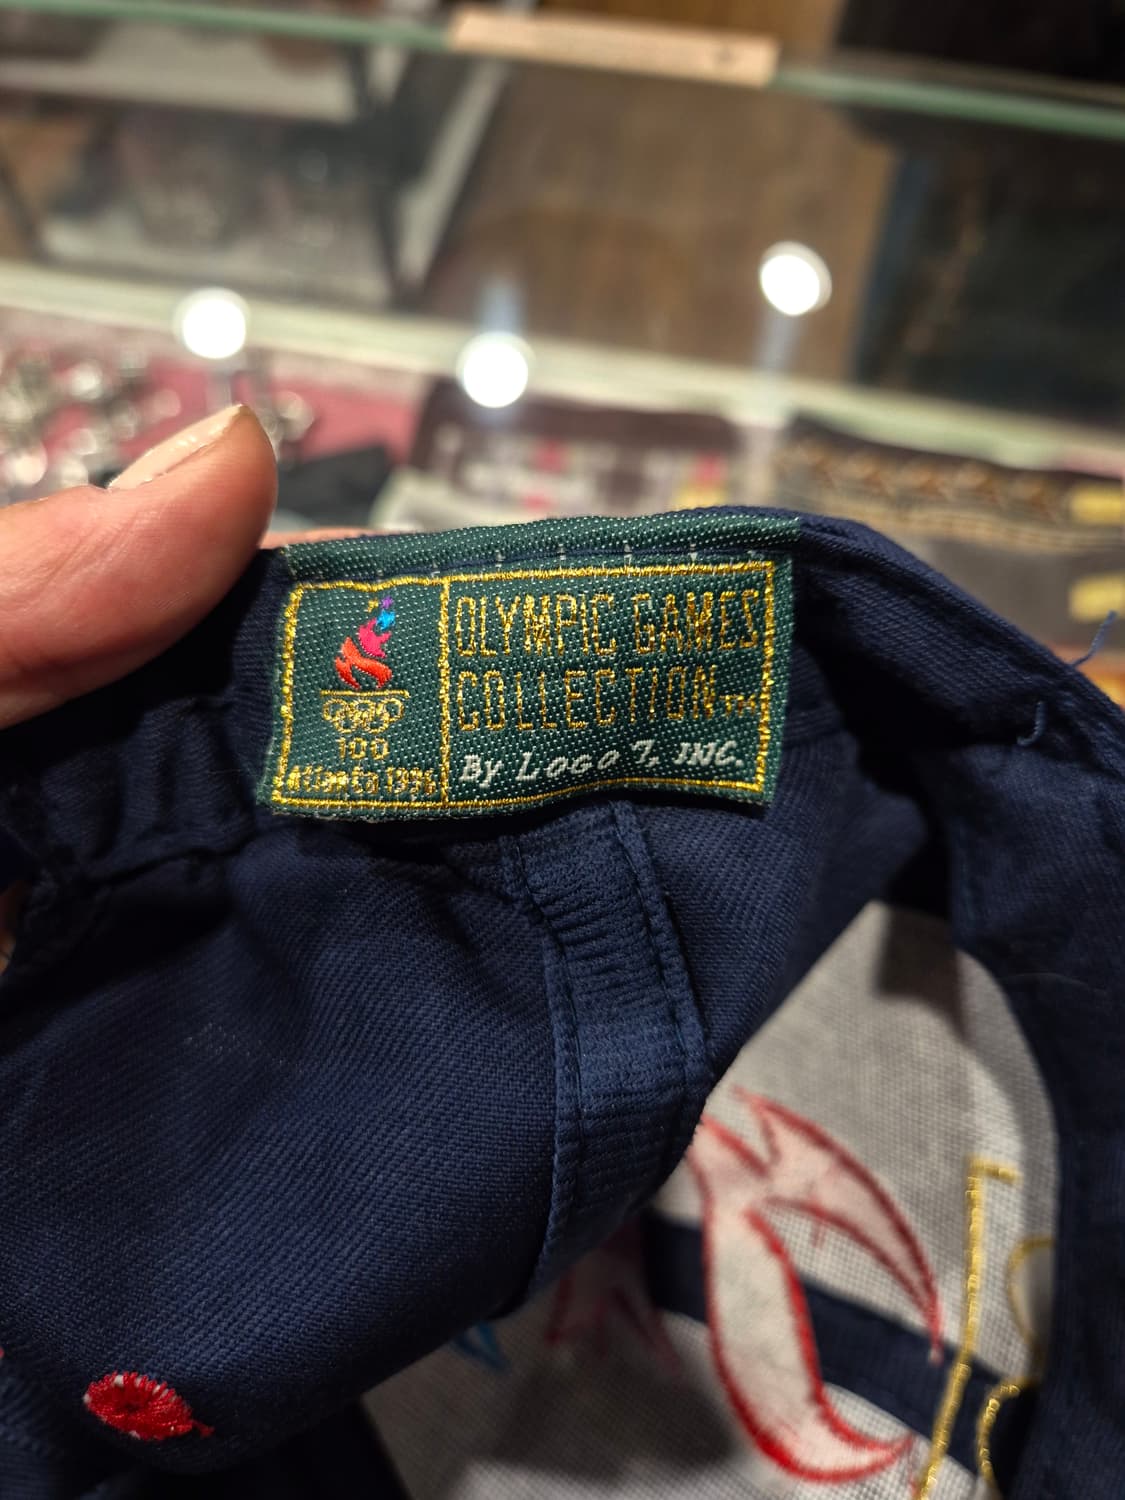 100
Atlanta 1996
OLYMPIC GAMES
COLLECTION™
By LOGO 7, INC.